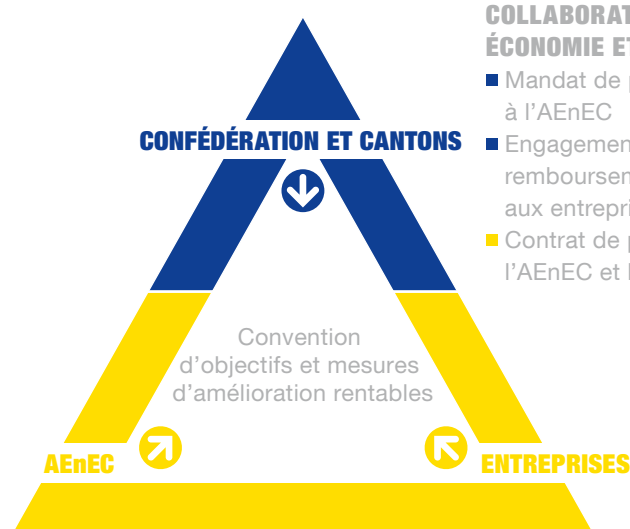 COLLABORAT
ÉCONOMIE ET
Mandat de
à l'AEnEC
Engagemen
remboursem
aux entrepri
Contrat de
l'AEnEC et
CONFÉDÉRATION ET CANTONS
Convention
d'objectifs et mesures
d'amélioration rentables
AEnEC
ENTREPRISES